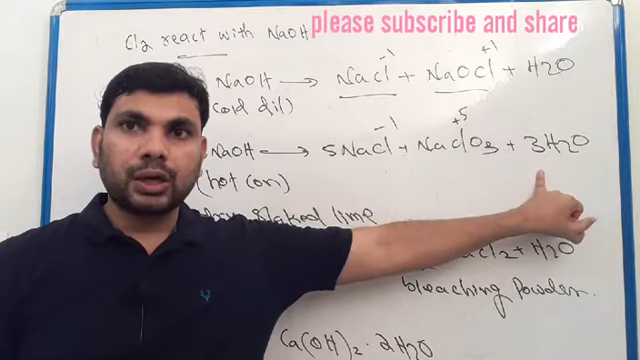 please subscribe and share
Cl2 react with NaOH
NaOH → NaCl + NaOCl + H2O
-1 +1
(cold dil)
NaOH → 5NaCl + NaClO3 + 3H2O
-1 +5
(hot con)
slaked lime
+ H2O
bleaching powder.
Ca(OH)2 · 2H2O